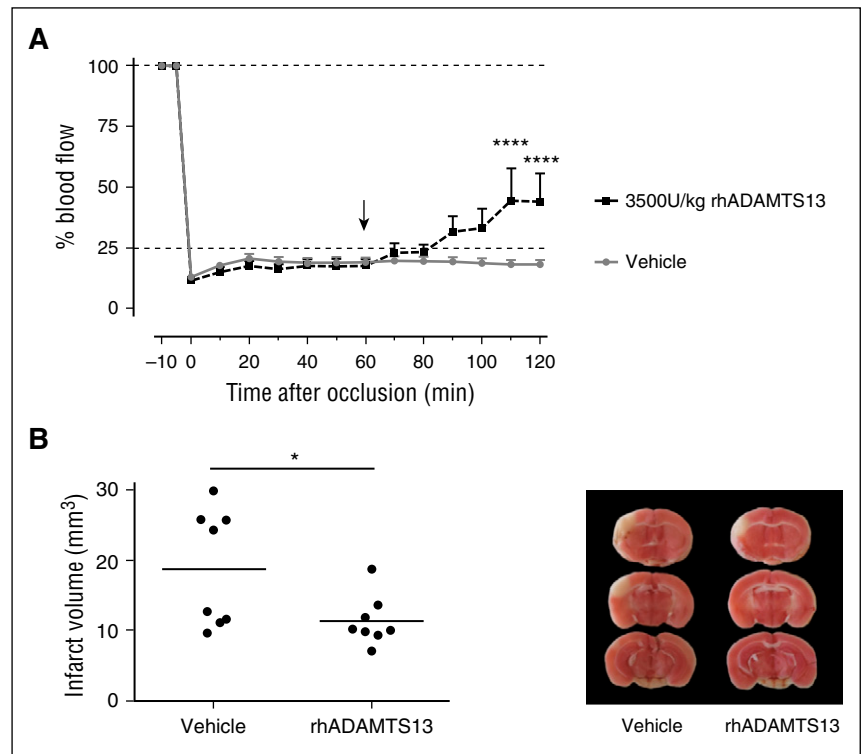 A
100
75
50
25
0
% blood flow
****
****
3500U/kg rhADAMTS13
Vehicle
–10 0 20 40 60 80 100 120
Time after occlusion (min)
B
*
30
20
10
0
Infarct volume (mm³)
Vehicle rhADAMTS13
Vehicle rhADAMTS13